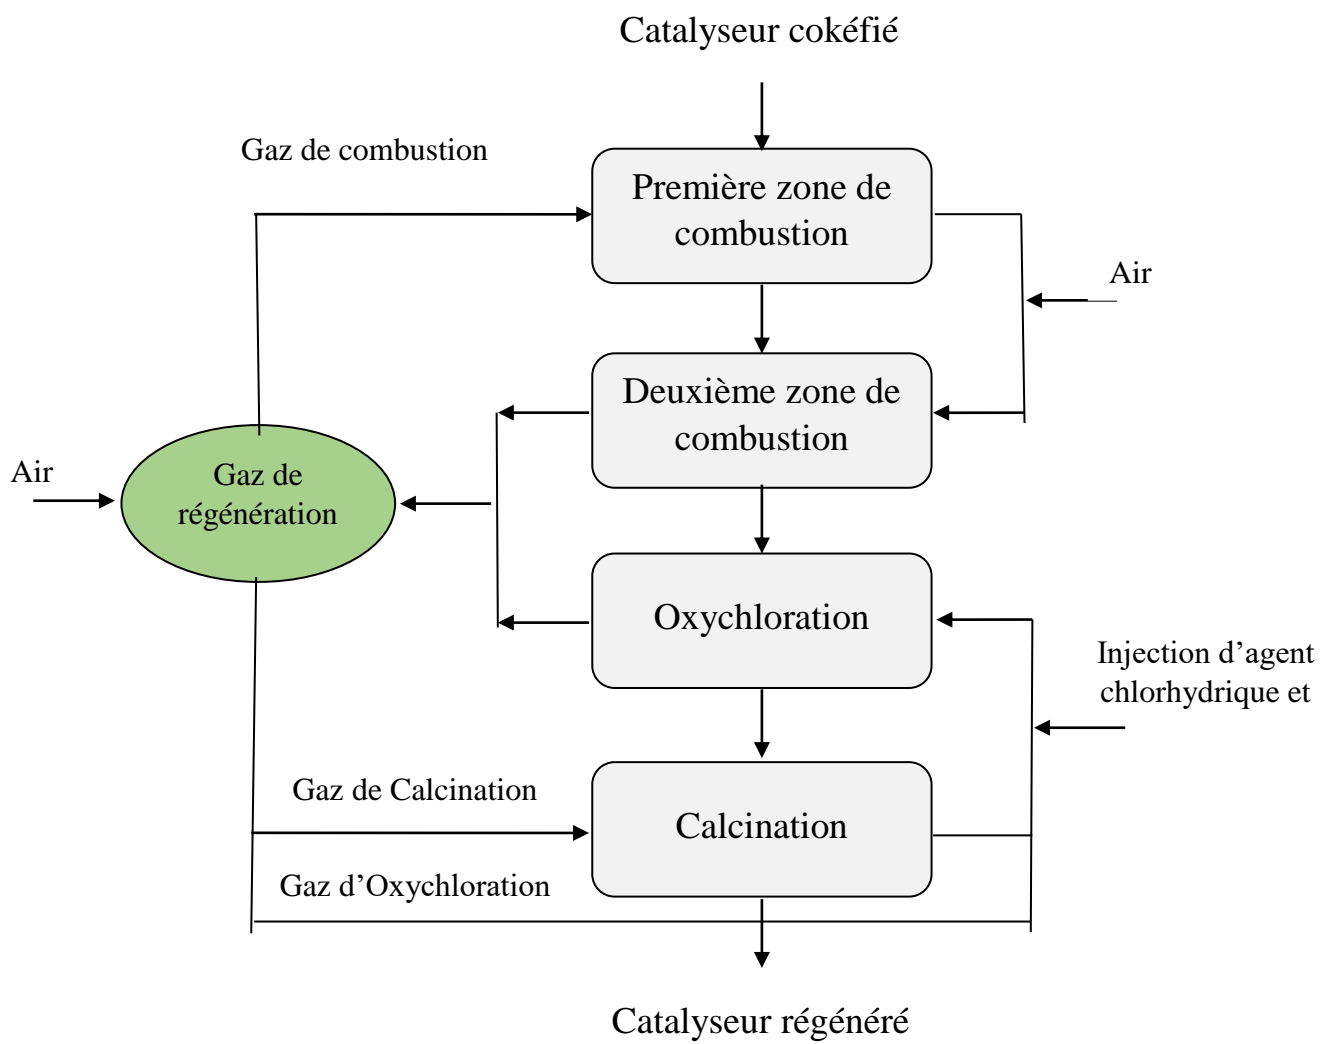 Catalyseur cokéfié
Gaz de combustion
Première zone de
combustion
Air
Deuxième zone de
combustion
Air
Gaz de
régénération
Oxychloration
Injection d’agent
chlorhydrique et
Gaz de Calcination
Calcination
Gaz d’Oxychloration
Catalyseur régénéré